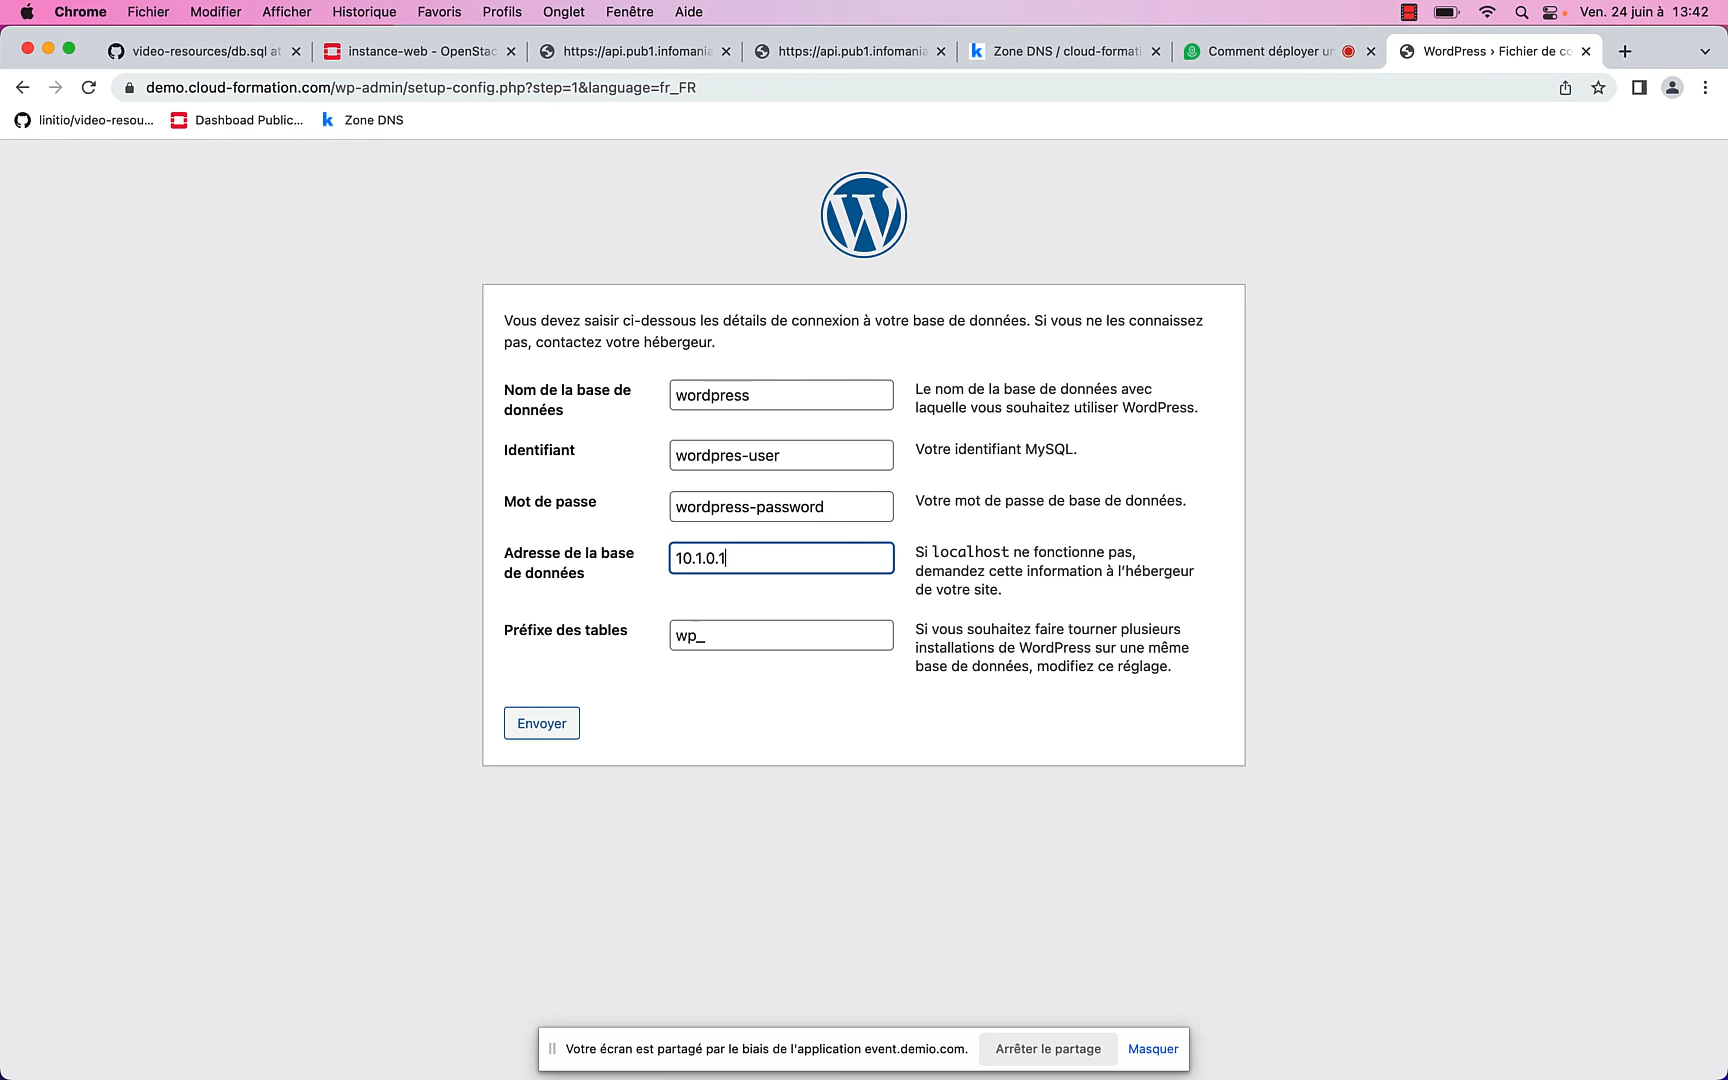 Chrome Fichier Modifier Afficher Historique Favoris Profils Onglet Fenêtre Aide Ven. 24 juin à 13:42
video-resources/db.sql at instance-web - OpenStac https://api.pub1.infomania https://api.pub1.infomania Zone DNS / cloud-formati Comment déployer un WordPress › Fichier de co
demo.cloud-formation.com/wp-admin/setup-config.php?step=1&language=fr_FR
linitio/video-resou... Dashboad Public... Zone DNS
Vous devez saisir ci-dessous les détails de connexion à votre base de données. Si vous ne les connaissez
pas, contactez votre hébergeur.
Nom de la base de
données
wordpress
Le nom de la base de données avec
laquelle vous souhaitez utiliser WordPress.
Identifiant
wordpres-user
Votre identifiant MySQL.
Mot de passe
wordpress-password
Votre mot de passe de base de données.
Adresse de la base
de données
10.1.0.1
Si localhost ne fonctionne pas,
demandez cette information à l’hébergeur
de votre site.
Préfixe des tables
wp_
Si vous souhaitez faire tourner plusieurs
installations de WordPress sur une même
base de données, modifiez ce réglage.
Envoyer
Votre écran est partagé par le biais de l'application event.demio.com. Arrêter le partage Masquer